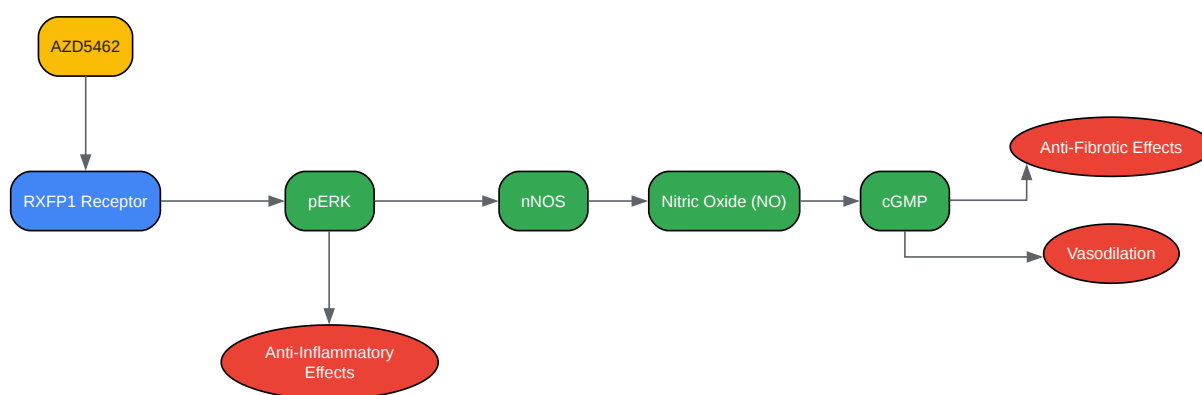 AZD5462
RXFP1 Receptor
pERK
nNOS
Nitric Oxide (NO)
cGMP
Anti-Fibrotic Effects
Vasodilation
Anti-Inflammatory
Effects